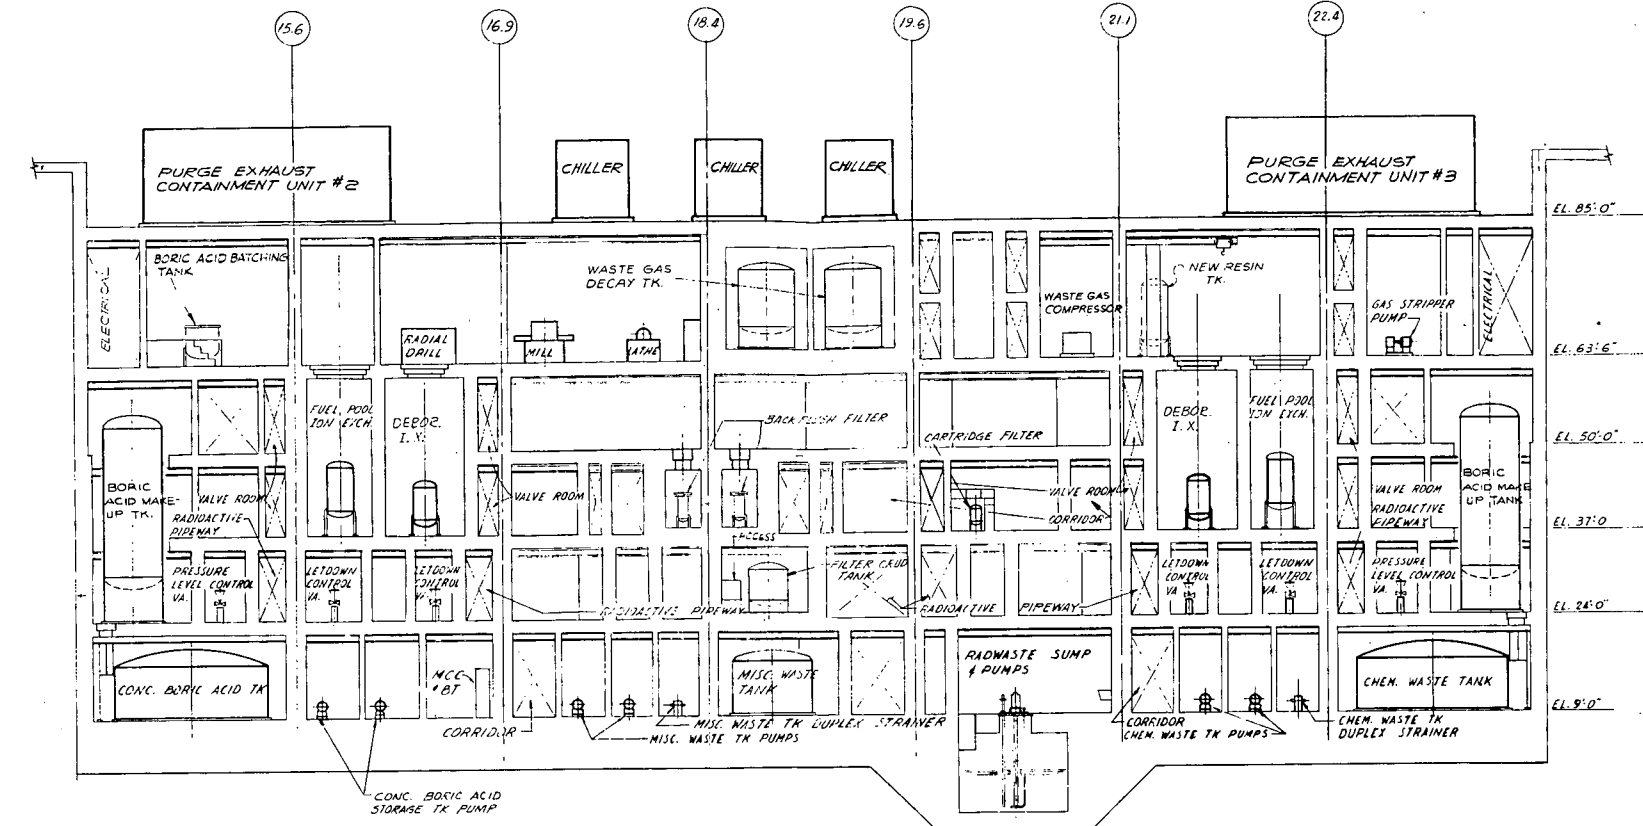 15.6
16.9
18.4
19.6
21.1
22.4
PURGE EXHAUST
CONTAINMENT UNIT #2
CHILLER
CHILLER
CHILLER
PURGE EXHAUST
CONTAINMENT UNIT #3
EL. 85'-0"
ELECTRICAL
BORIC ACID BATCHING
TANK
RADIAL
DRILL
MILL
LATHE
WASTE GAS
DECAY TK.
WASTE GAS
COMPRESSOR
NEW RESIN
TK.
GAS STRIPPER
PUMP
ELECTRICAL
EL. 63'-6"
FUEL POOL
ION EXCH.
DEBOR.
I.X.
BACKFLUSH FILTER
CARTRIDGE FILTER
DEBOR.
I.X.
FUEL POOL
ION EXCH.
EL. 50'-0"
BORIC
ACID MAKE-
UP TK.
VALVE ROOM
RADIOACTIVE
PIPEWAY
VALVE ROOM
VALVE ROOM
CORRIDOR
VALVE ROOM
RADIOACTIVE
PIPEWAY
BORIC
ACID MAKE
UP TANK
EL. 37'-0
PRESSURE
LEVEL CONTROL
VA.
LETDOWN
CONTROL
VA.
LETDOWN
CONTROL
ACCESS
FILTER CRUD
TANK
RADIOACTIVE PIPEWAY
RADIOACTIVE PIPEWAY
LETDOWN
CONTROL
VA
LETDOWN
CONTROL
VA.
PRESSURE
LEVEL CONTROL
VA.
EL. 24'-0"
CONC. BORIC ACID TK
MCC
& BT
MISC. WASTE
TANK
RADWASTE SUMP
& PUMPS
CHEM. WASTE TANK
EL. 9'-0"
CORRIDOR
MISC. WASTE TK DUPLEX STRAINER
MISC. WASTE TK PUMPS
CORRIDOR
CHEM. WASTE TK PUMPS
CHEM. WASTE TK
DUPLEX STRAINER
CONC. BORIC ACID
STORAGE TK PUMP